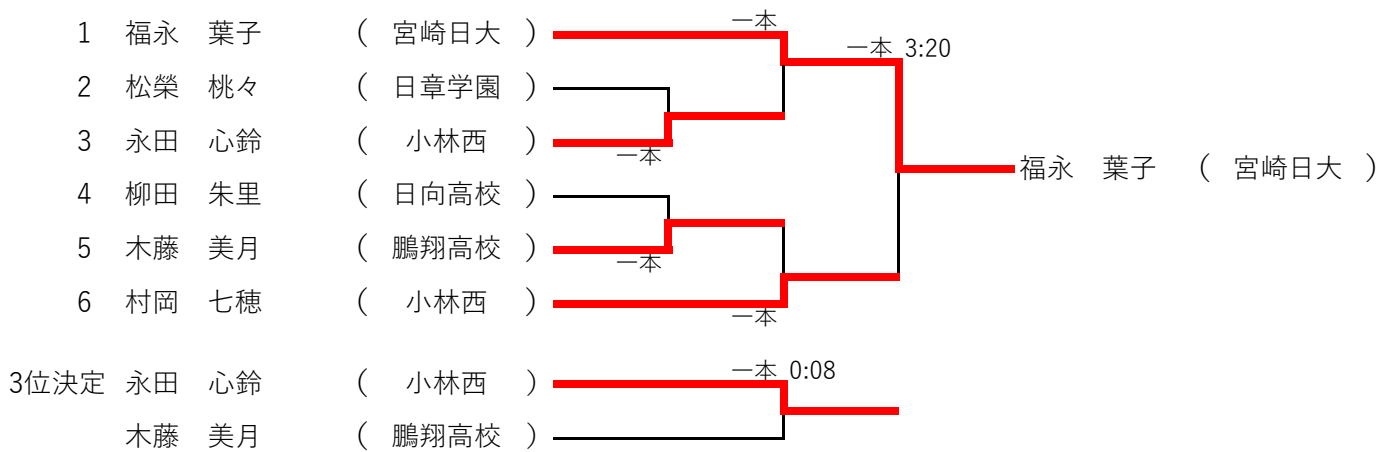 一本
1 福永 葉子 ( 宮崎日大 )
一本 3:20
2 松榮 桃々 ( 日章学園 )
3 永田 心鈴 ( 小林西 )
一本
福永 葉子 ( 宮崎日大 )
4 柳田 朱里 ( 日向高校 )
5 木藤 美月 ( 鵬翔高校 )
一本
6 村岡 七穂 ( 小林西 )
一本
一本 0:08
3位決定 永田 心鈴 ( 小林西 )
木藤 美月 ( 鵬翔高校 )